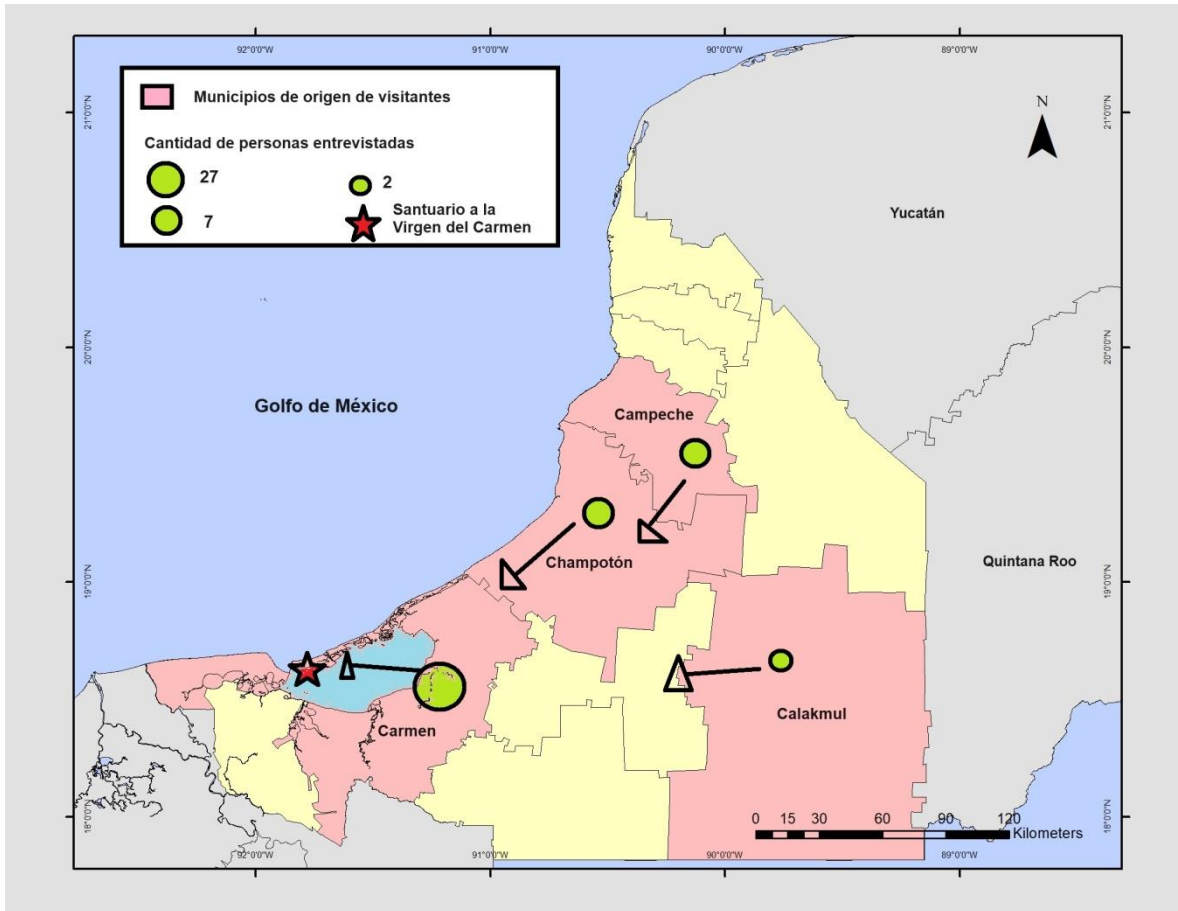 92°0'0"W
91°0'0"W
90°0'0"W
89°0'0"W
Municipios de origen de visitantes
Cantidad de personas entrevistadas
27
2
7
Santuario a la
Virgen del Carmen
N
21°0'0"N
21°0'0"N
Yucatán
20°0'0"N
20°0'0"N
Golfo de México
Campeche
Champotón
Quintana Roo
19°0'0"N
19°0'0"N
Calakmul
Carmen
18°0'0"N
18°0'0"N
0 15 30 60 90 120
Kilometers
92°0'0"W
91°0'0"W
90°0'0"W
89°0'0"W